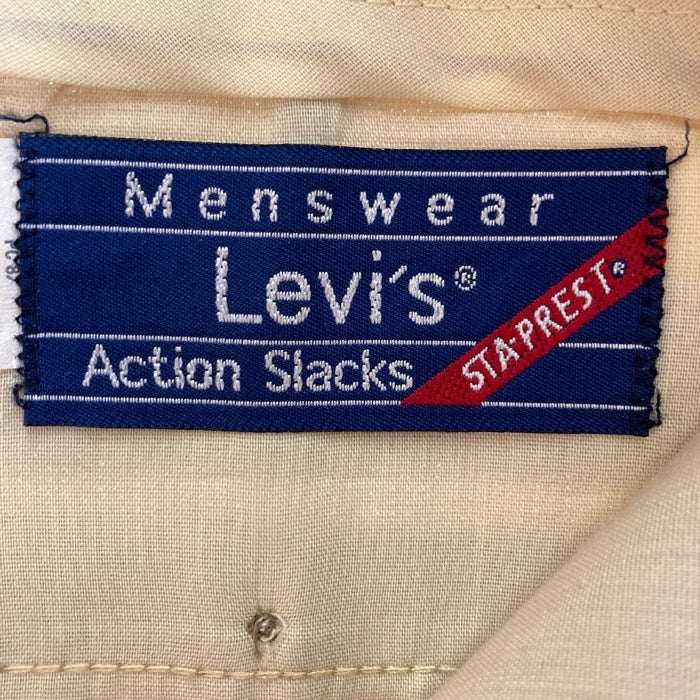 Menswear
Levi's®
STA-PREST®
Action Slacks